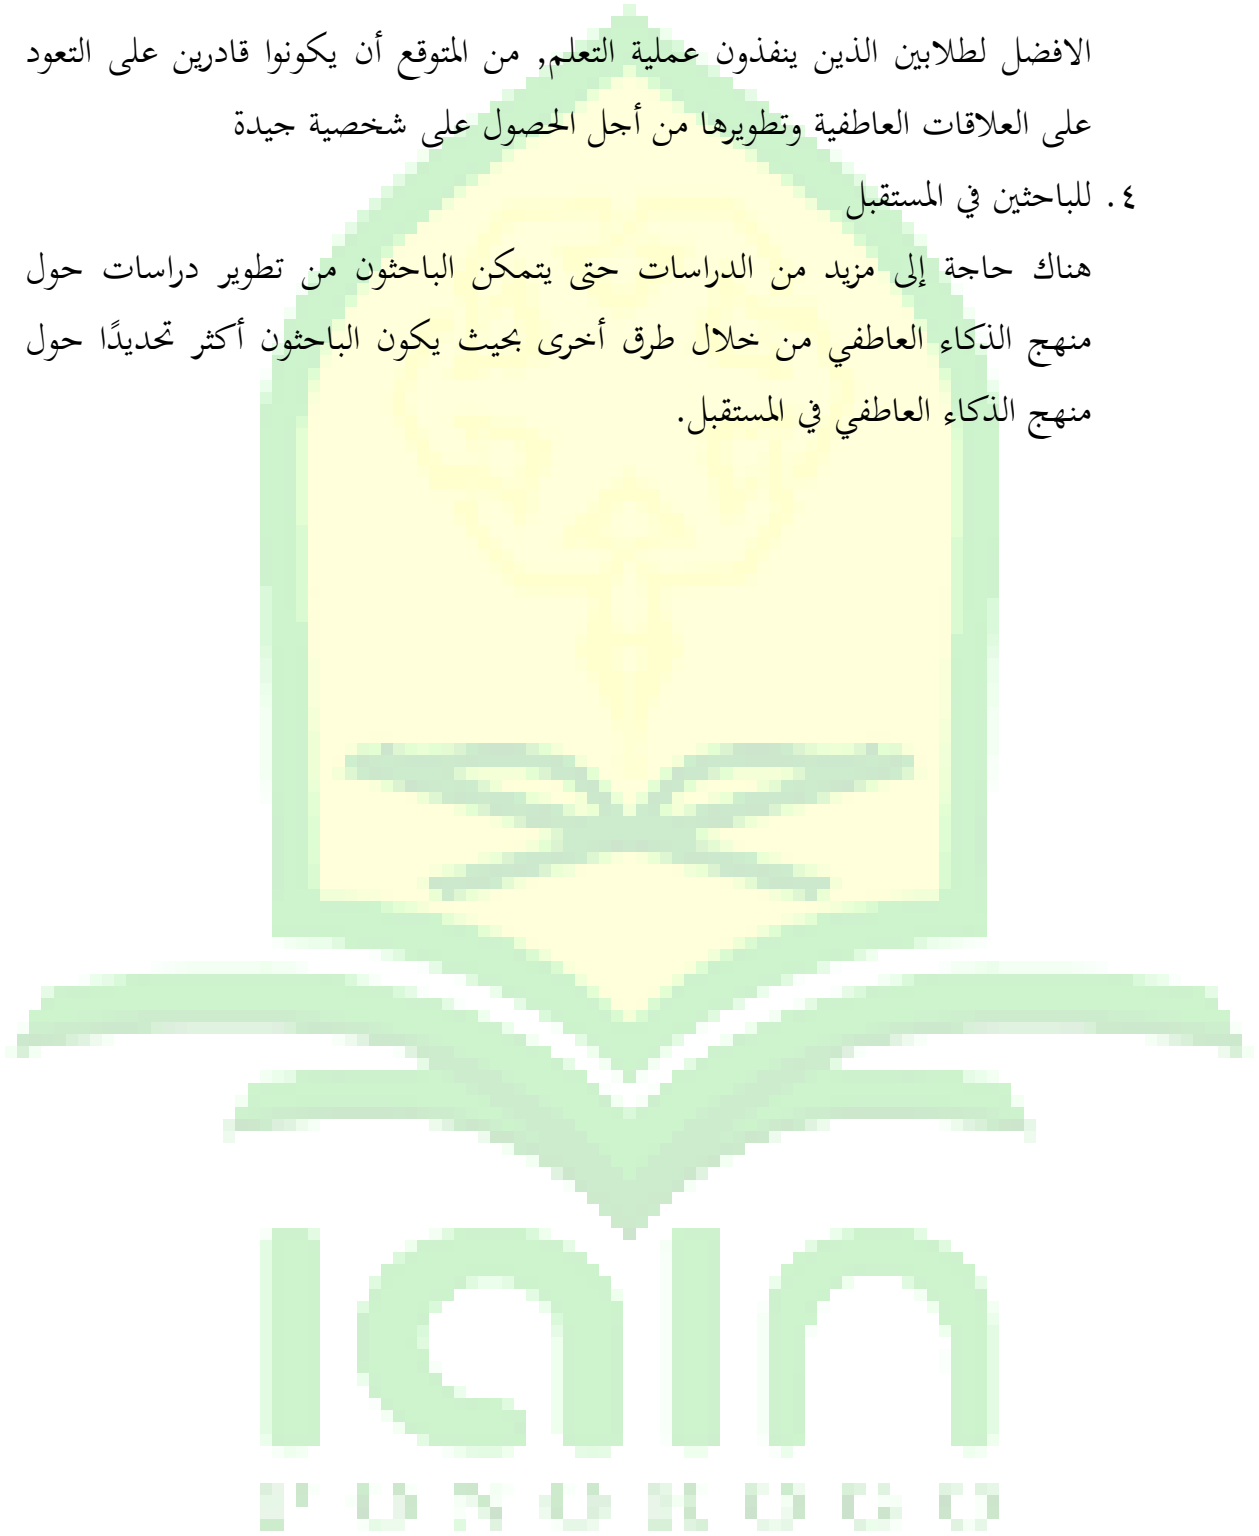 الافضل لطلابين الذين ينفذون عملية التعلم, من المتوقع أن يكونوا قادرين على التعود
على العلاقات العاطفية وتطويرها من أجل الحصول على شخصية جيدة
٤. للباحثين في المستقبل
هناك حاجة إلى مزيد من الدراسات حتى يتمكن الباحثون من تطوير دراسات حول
منهج الذكاء العاطفي من خلال طرق أخرى بحيث يكون الباحثون أكثر تحديدًا حول
منهج الذكاء العاطفي في المستقبل.
iain
PONOROGO